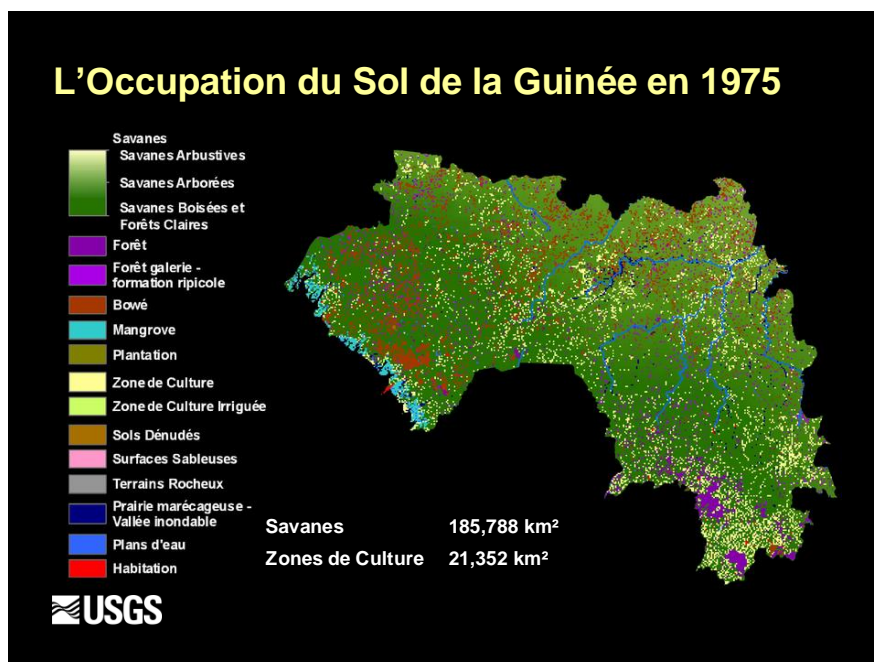 L'Occupation du Sol de la Guinée en 1975
Savanes
Savanes Arbustives
Savanes Arborées
Savanes Boisées et
Forêts Claires
Forêt
Forêt galerie -
formation ripicole
Bowé
Mangrove
Plantation
Zone de Culture
Zone de Culture Irriguée
Sols Dénudés
Surfaces Sableuses
Terrains Rocheux
Prairie marécageuse -
Vallée inondable
Plans d'eau
Habitation
Savanes 185,788 km²
Zones de Culture 21,352 km²
USGS